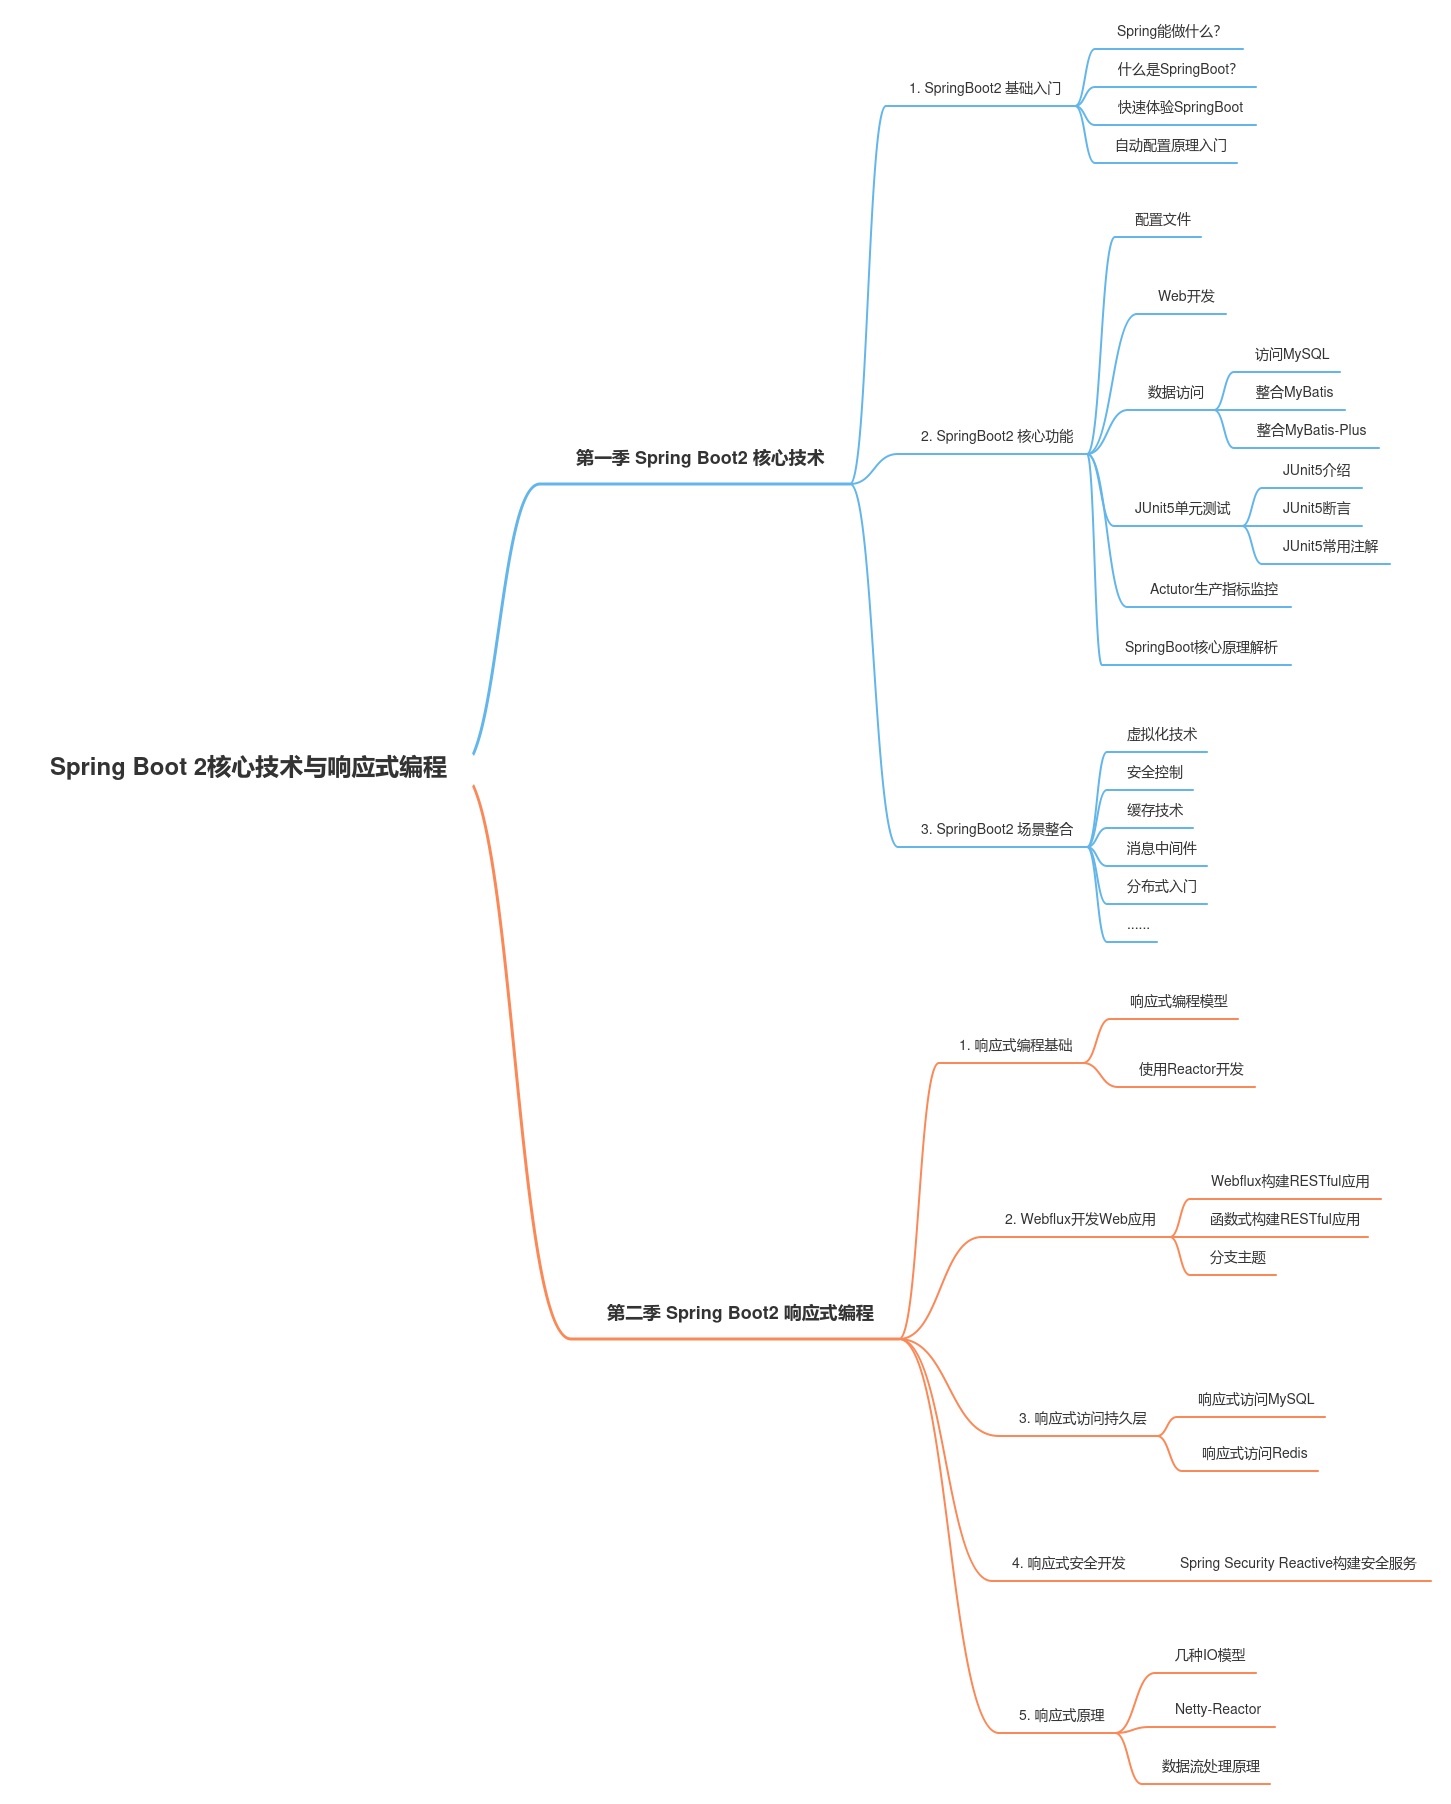 Spring Boot 2核心技术与响应式编程
第一季 Spring Boot2 核心技术
1. SpringBoot2 基础入门
Spring能做什么？
什么是SpringBoot？
快速体验SpringBoot
自动配置原理入门
2. SpringBoot2 核心功能
配置文件
Web开发
数据访问
访问MySQL
整合MyBatis
整合MyBatis-Plus
JUnit5单元测试
JUnit5介绍
JUnit5断言
JUnit5常用注解
Actutor生产指标监控
SpringBoot核心原理解析
3. SpringBoot2 场景整合
虚拟化技术
安全控制
缓存技术
消息中间件
分布式入门
......
第二季 Spring Boot2 响应式编程
1. 响应式编程基础
响应式编程模型
使用Reactor开发
2. Webflux开发Web应用
Webflux构建RESTful应用
函数式构建RESTful应用
分支主题
3. 响应式访问持久层
响应式访问MySQL
响应式访问Redis
4. 响应式安全开发
Spring Security Reactive构建安全服务
5. 响应式原理
几种IO模型
Netty-Reactor
数据流处理原理